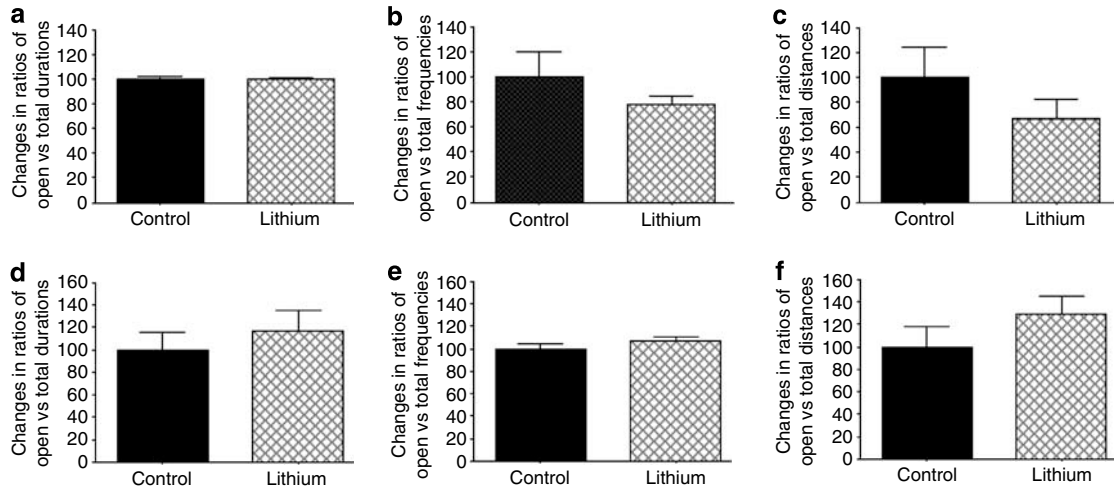 a
Changes in ratios of
open vs total durations
140
120
100
80
60
40
20
0
Control
Lithium
b
Changes in ratios of
open vs total frequencies
140
120
100
80
60
40
20
0
Control
Lithium
c
Changes in ratios of
open vs total distances
140
120
100
80
60
40
20
0
Control
Lithium
d
Changes in ratios of
open vs total durations
160
140
120
100
80
60
40
20
0
Control
Lithium
e
Changes in ratios of
open vs total frequencies
160
140
120
100
80
60
40
20
0
Control
Lithium
f
Changes in ratios of
open vs total distances
160
140
130
100
80
60
40
20
0
Control
Lithium